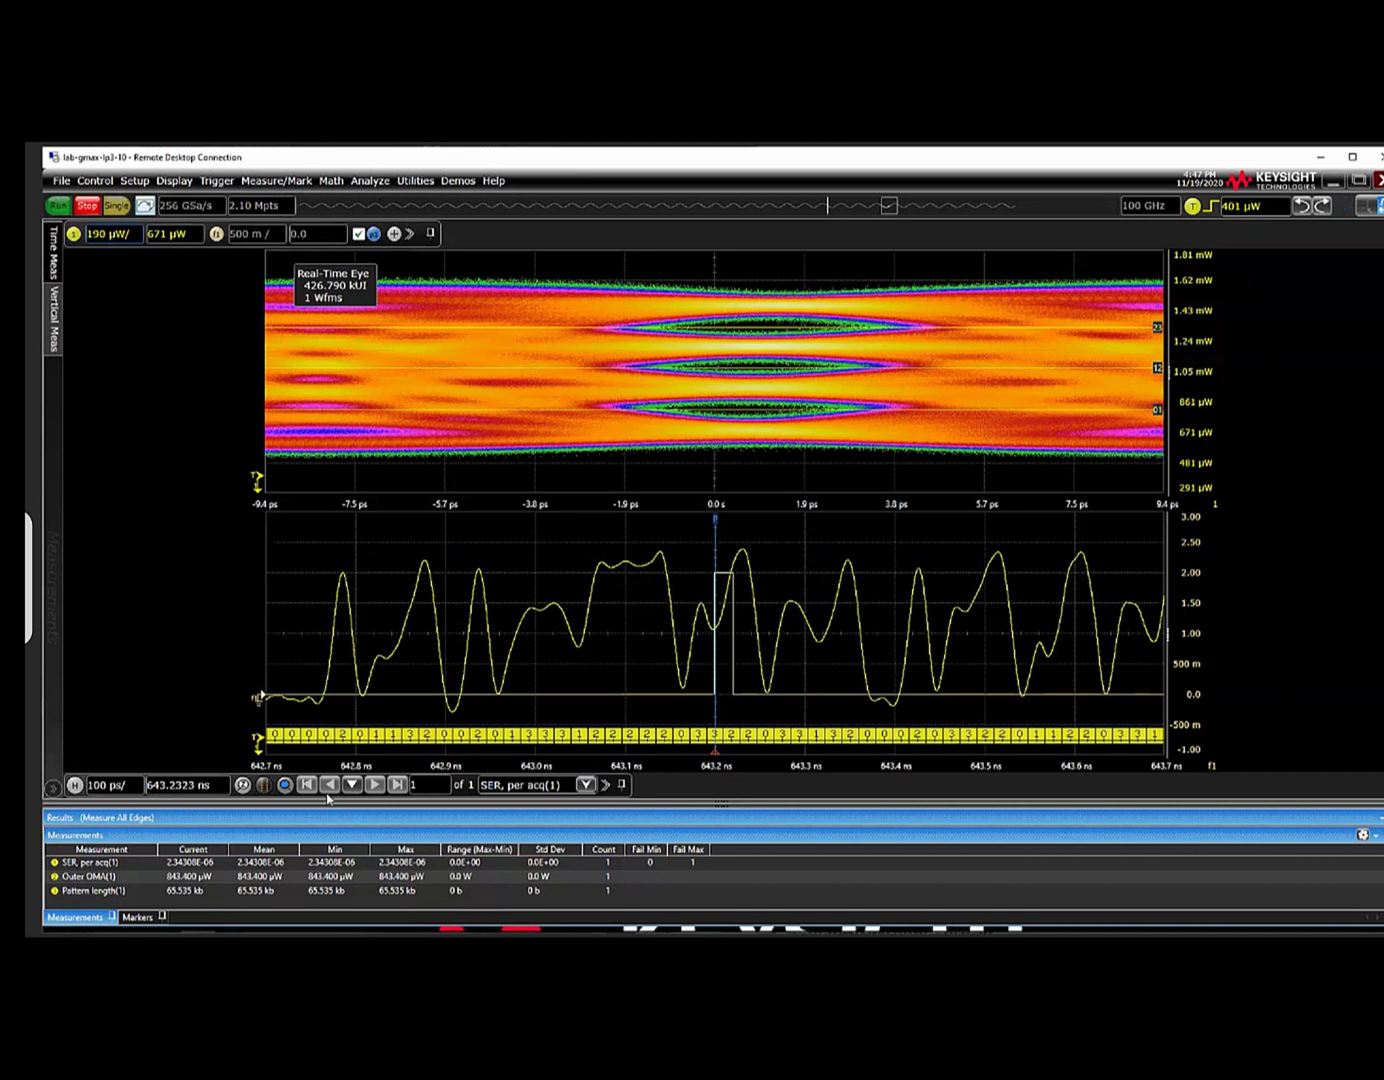 lab-gmax-lp3-10 - Remote Desktop Connection
File Control Setup Display Trigger Measure/Mark Math Analyze Utilities Demos Help
4:47 PM
11/19/2020
KEYSIGHT
TECHNOLOGIES
Run Stop Single 256 GSa/s 2.10 Mpts 100 GHz T 401 µW
1 190 µW/ 671 µW f1 500 m / 0.0
Time Meas
Vertical Meas
Measurements
Real-Time Eye
426.790 kUI
1 Wfms
1.81 mW
1.62 mW
1.43 mW
1.24 mW
1.05 mW
861 µW
671 µW
481 µW
291 µW
23
12
01
-9.4 ps -7.5 ps -5.7 ps -3.8 ps -1.9 ps 0.0 s 1.9 ps 3.8 ps 5.7 ps 7.5 ps 9.4 ps 1
3.00
2.50
2.00
1.50
1.00
500 m
0.0
-500 m
-1.00
642.7 ns 642.8 ns 642.9 ns 643.0 ns 643.1 ns 643.2 ns 643.3 ns 643.4 ns 643.5 ns 643.6 ns 643.7 ns f1
H 100 ps/ 643.2323 ns 1 of 1 SER, per acq(1)
Results (Measure All Edges)
Measurements
Measurement Current Mean Min Max Range (Max-Min) Std Dev Count Fail Min Fail Max
SER, per acq(1) 2.34308E-06 2.34308E-06 2.34308E-06 2.34308E-06 0.0E+00 0.0E+00 1 0 1
Outer OMA(1) 843.400 µW 843.400 µW 843.400 µW 843.400 µW 0.0 W 0.0 W 1
Pattern length(1) 65.535 kb 65.535 kb 65.535 kb 65.535 kb 0 b 0 b 1
Measurements Markers